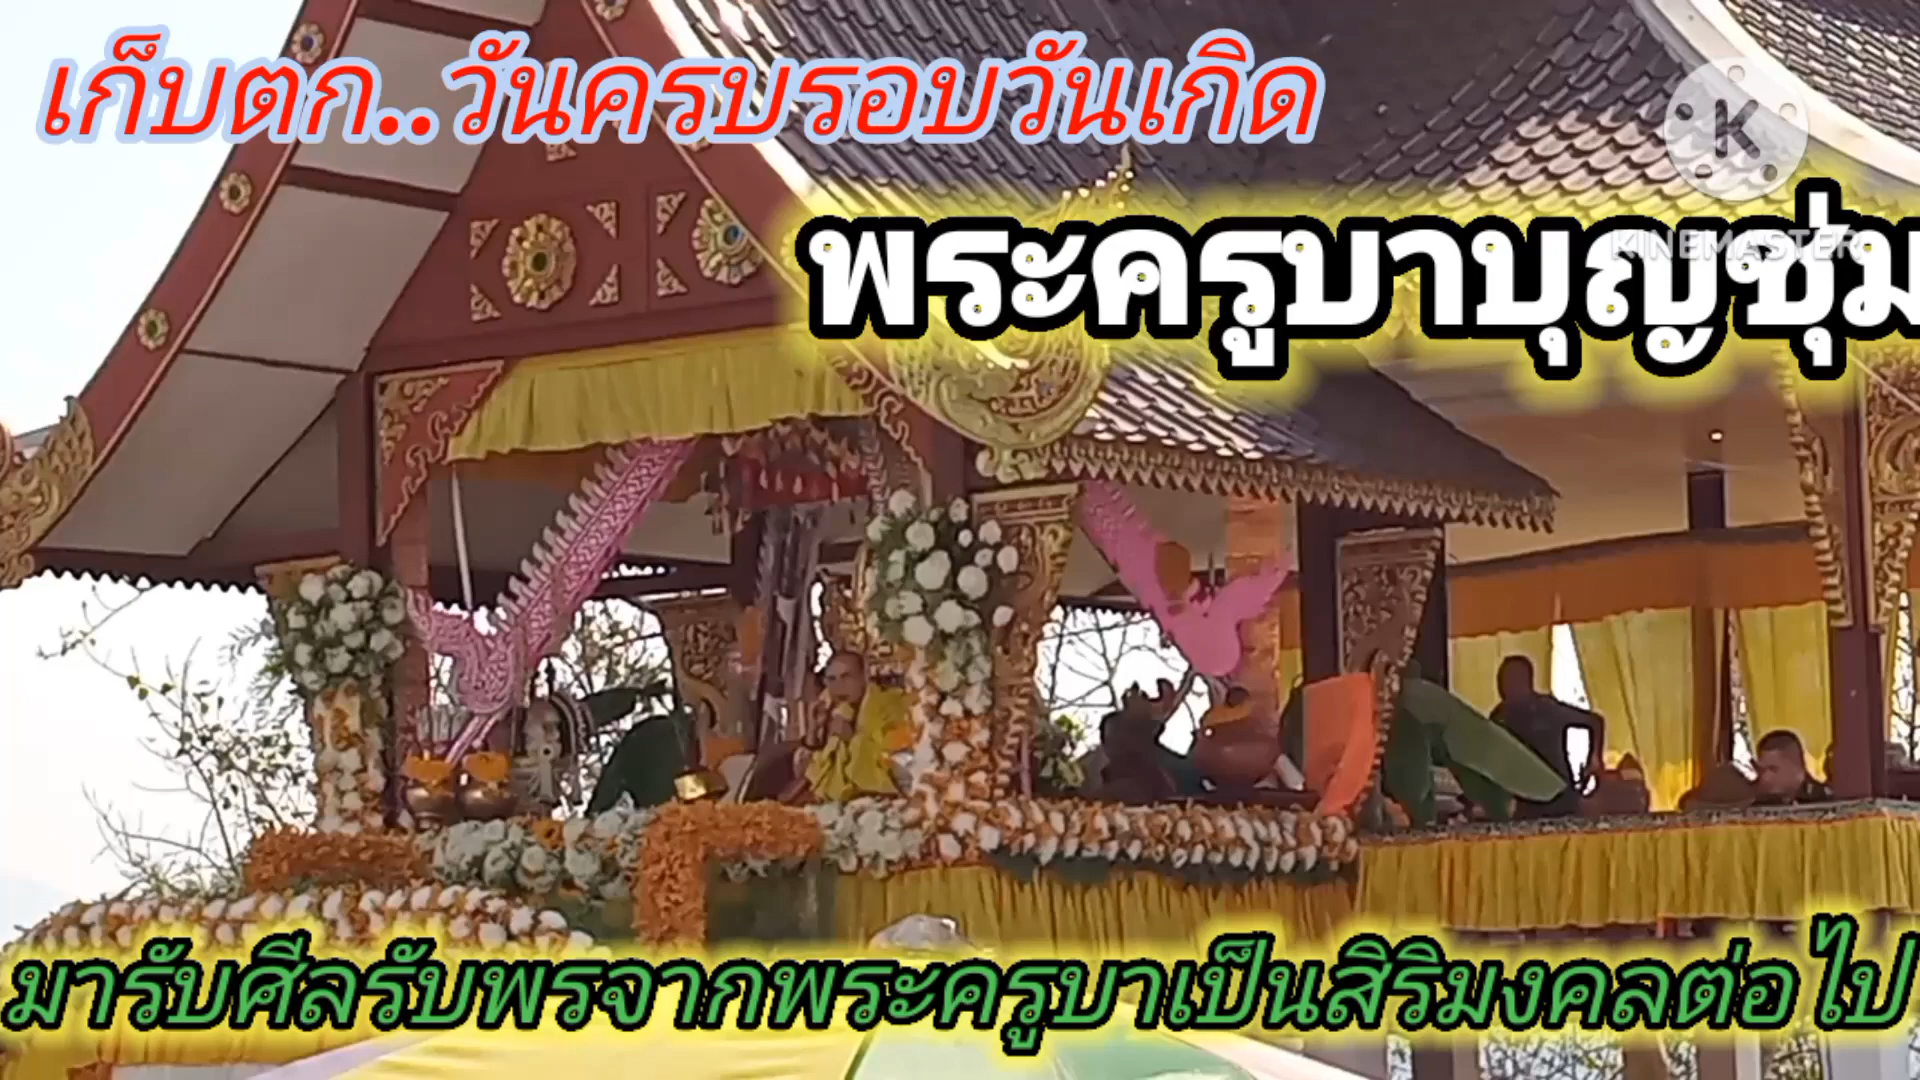 เก็บตก..วันครบรอบวันเกิด
K
KINEMASTER
พระครูบาบุญชุ่ม
มารับศีลรับพรจากพระครูบาเป็นสิริมงคลต่อไป